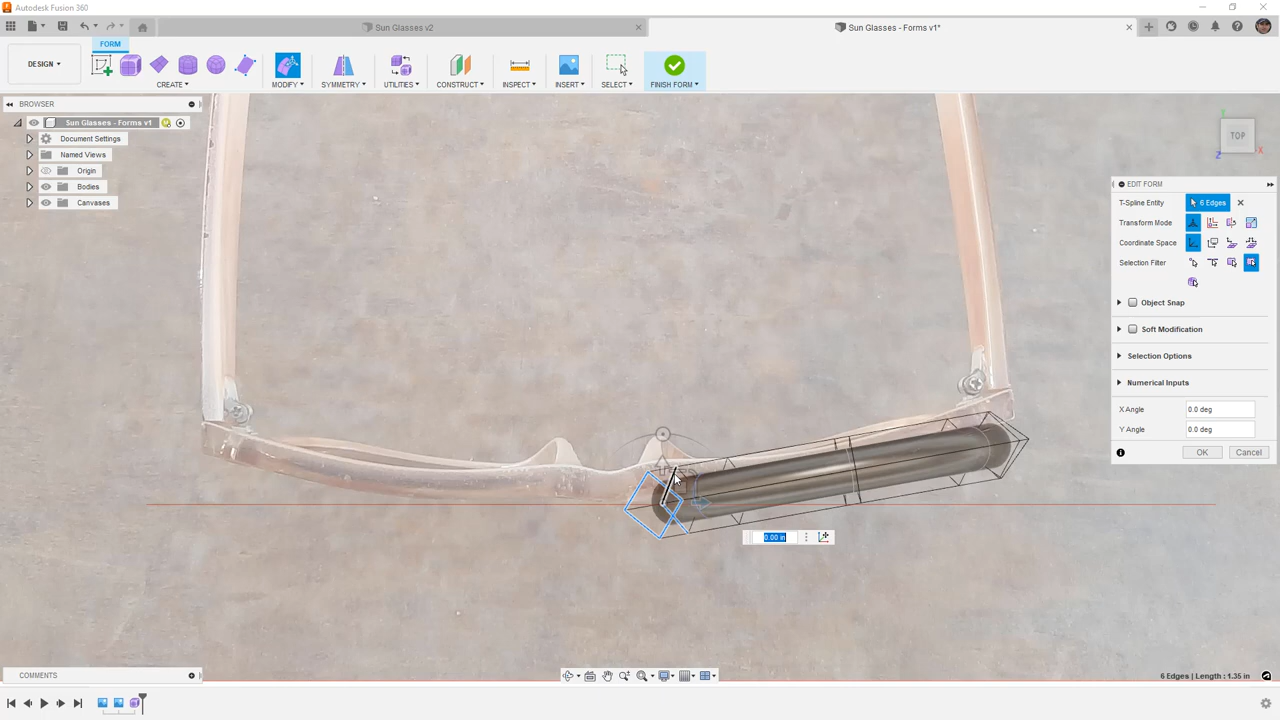 Autodesk Fusion 360
Sun Glasses v2
Sun Glasses - Forms v1*
FORM
DESIGN
CREATE
MODIFY
SYMMETRY
UTILITIES
CONSTRUCT
INSPECT
INSERT
SELECT
FINISH FORM
BROWSER
Sun Glasses - Forms v1
Document Settings
Named Views
Origin
Bodies
Canvases
TOP
Y
X
Z
EDIT FORM
T-Spline Entity
6 Edges
Transform Mode
Coordinate Space
Selection Filter
Object Snap
Soft Modification
Selection Options
Numerical Inputs
X Angle
0.0 deg
Y Angle
0.0 deg
OK
Cancel
0.00 in
COMMENTS
6 Edges | Length : 1.35 in